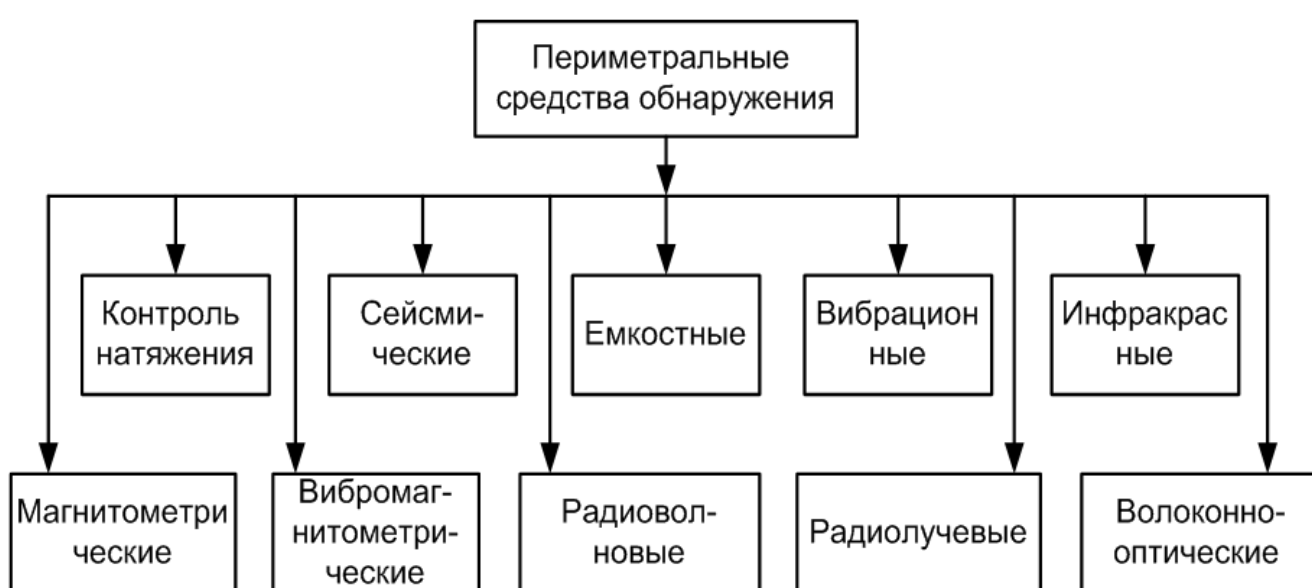 Периметральные
средства обнаружения
Контроль
натяжения
Сейсми-
ческие
Емкостные
Вибрацион
ные
Инфракрас
ные
Магнитометри
ческие
Вибромаг-
нитометри-
ческие
Радиовол-
новые
Радиолучевые
Волоконно-
оптические